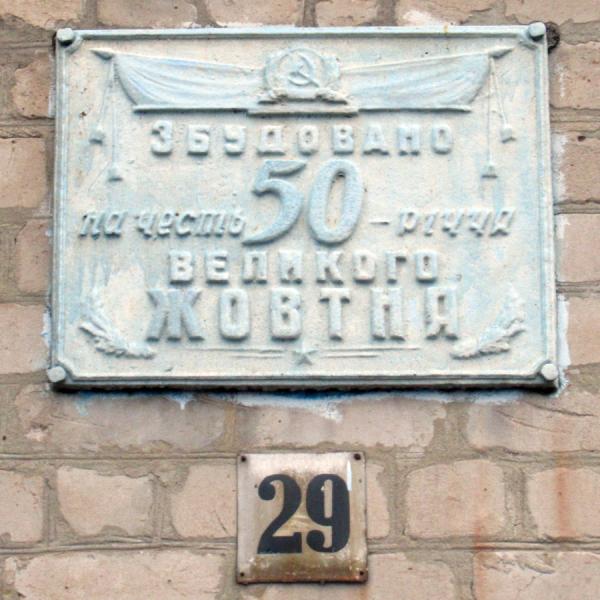 ЗБУДОВАНО
на честь 50-річчя
ВЕЛИКОГО
ЖОВТНЯ
29